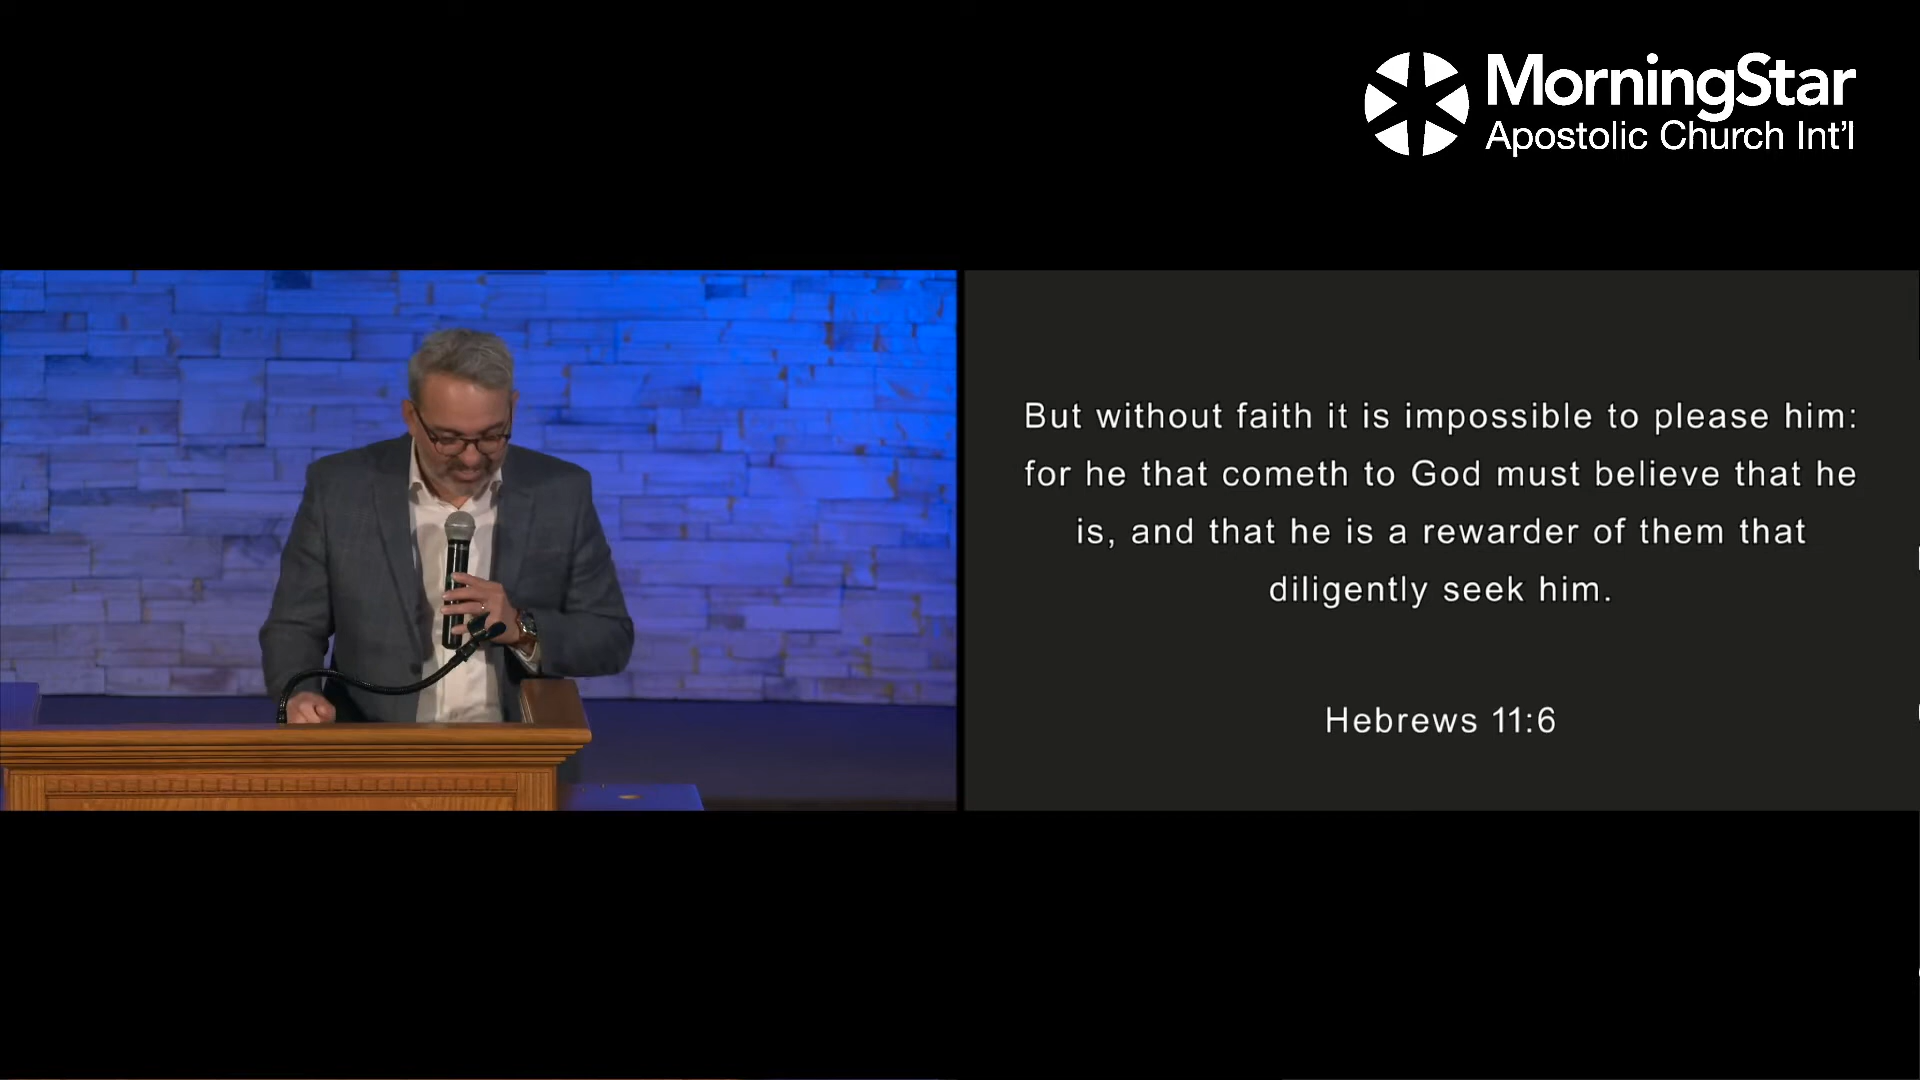 MorningStar
Apostolic Church Int'l
But without faith it is impossible to please him:
for he that cometh to God must believe that he
is, and that he is a rewarder of them that
diligently seek him.
Hebrews 11:6